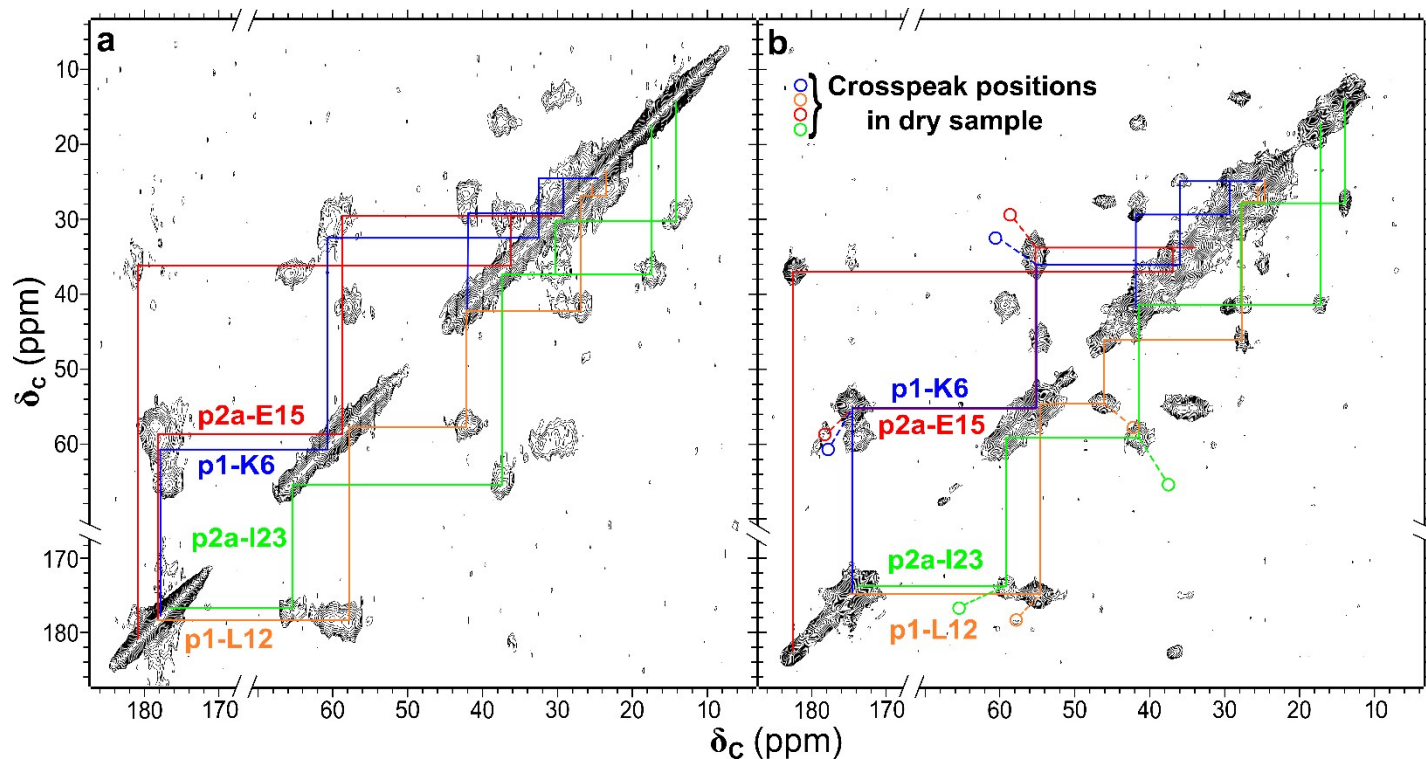 a
b
Crosspeak positions
in dry sample
10
20
30
40
50
60
170
180
δC (ppm)
p2a-E15
p1-K6
p2a-I23
p1-L12
p1-K6
p2a-E15
p2a-I23
p1-L12
180 170 60 50 40 30 20 10
180 170 60 50 40 30 20 10
δC (ppm)